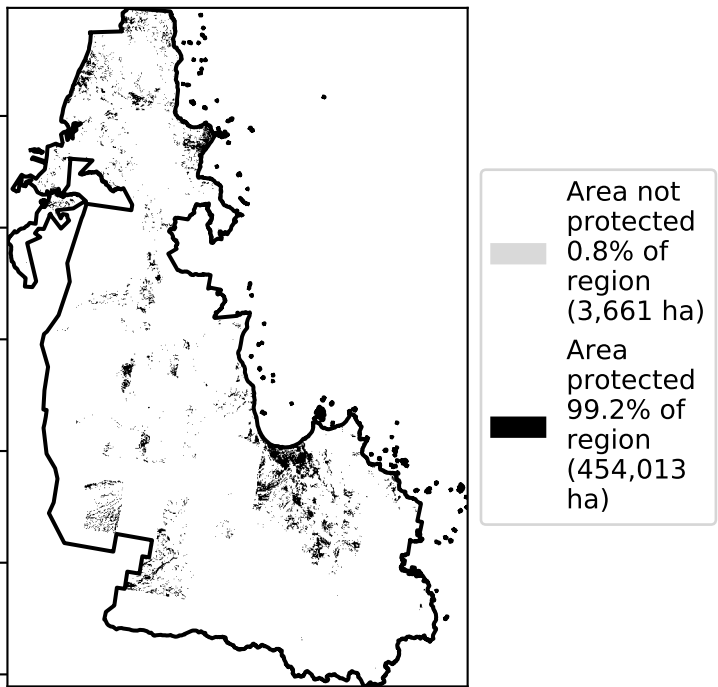 Area not
protected
0.8% of
region
(3,661 ha)
Area
protected
99.2% of
region
(454,013
ha)